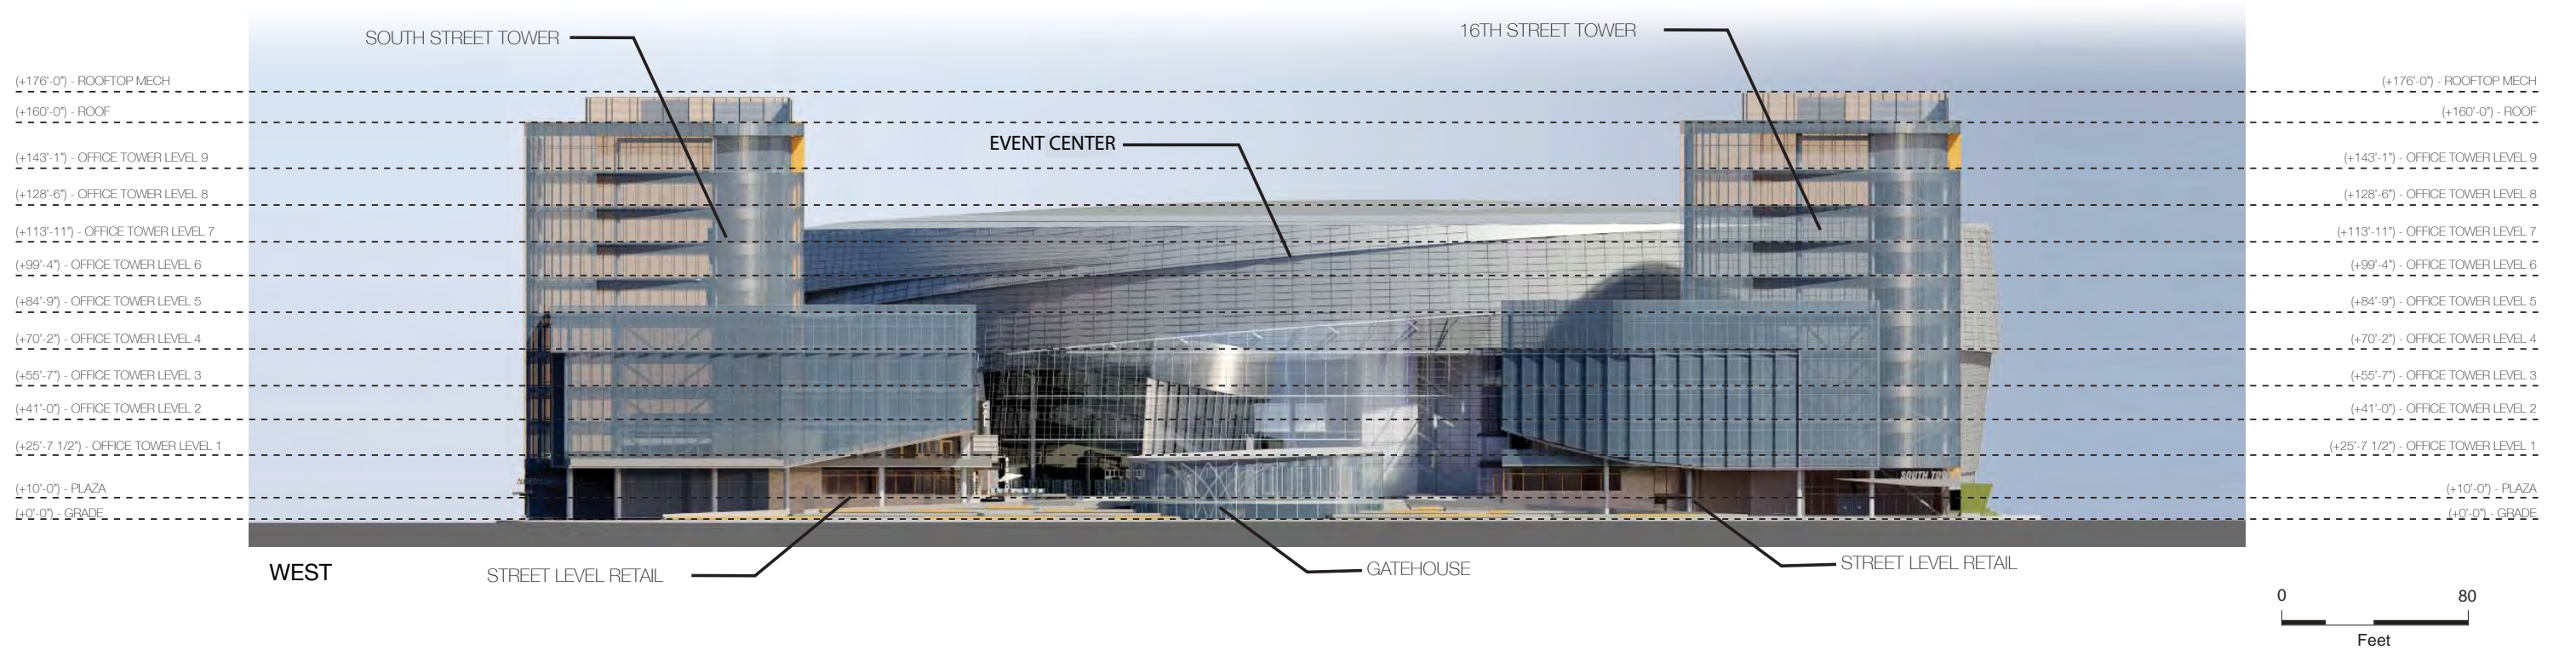 SOUTH STREET TOWER
16TH STREET TOWER
EVENT CENTER
(+176'-0") - ROOFTOP MECH
(+160'-0") - ROOF
(+143'-1") - OFFICE TOWER LEVEL 9
(+128'-6") - OFFICE TOWER LEVEL 8
(+113'-11") - OFFICE TOWER LEVEL 7
(+99'-4") - OFFICE TOWER LEVEL 6
(+84'-9") - OFFICE TOWER LEVEL 5
(+70'-2") - OFFICE TOWER LEVEL 4
(+55'-7") - OFFICE TOWER LEVEL 3
(+41'-0") - OFFICE TOWER LEVEL 2
(+25'-7 1/2") - OFFICE TOWER LEVEL 1
(+10'-0") - PLAZA
(+0'-0") - GRADE
(+176'-0") - ROOFTOP MECH
(+160'-0") - ROOF
(+143'-1") - OFFICE TOWER LEVEL 9
(+128'-6") - OFFICE TOWER LEVEL 8
(+113'-11") - OFFICE TOWER LEVEL 7
(+99'-4") - OFFICE TOWER LEVEL 6
(+84'-9") - OFFICE TOWER LEVEL 5
(+70'-2") - OFFICE TOWER LEVEL 4
(+55'-7") - OFFICE TOWER LEVEL 3
(+41'-0") - OFFICE TOWER LEVEL 2
(+25'-7 1/2") - OFFICE TOWER LEVEL 1
(+10'-0") - PLAZA
(+0'-0") - GRADE
SOUTH TOW
WEST
STREET LEVEL RETAIL
GATEHOUSE
STREET LEVEL RETAIL
0 80
Feet